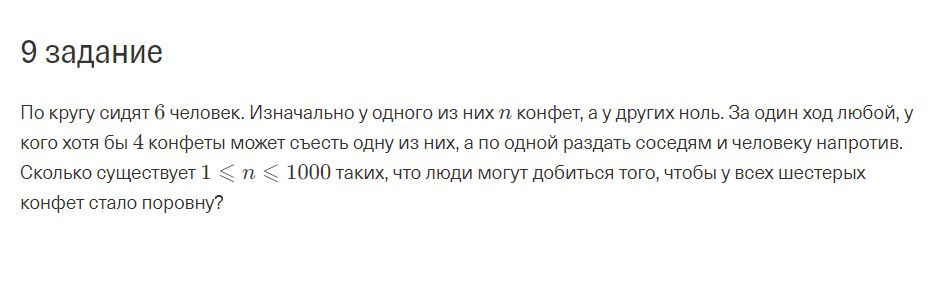 9 задание
По кругу сидят 6 человек. Изначально у одного из них n конфет, а у других ноль. За один ход любой, у
кого хотя бы 4 конфеты может съесть одну из них, а по одной раздать соседям и человеку напротив.
Сколько существует 1 ⩽ n ⩽ 1000 таких, что люди могут добиться того, чтобы у всех шестерых
конфет стало поровну?